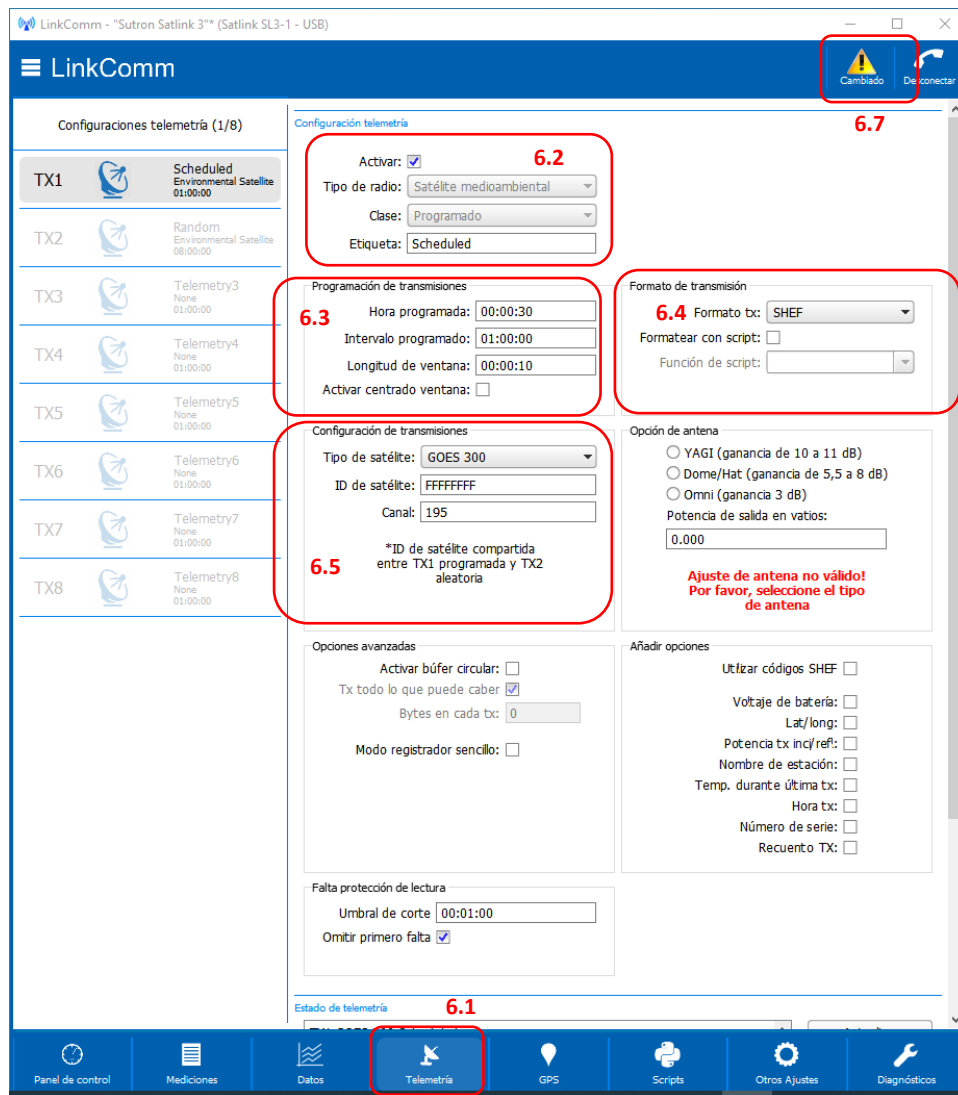 LinkComm - "Sutron Satlink 3"* (Satlink SL3-1 - USB)
LinkComm
Cambiado
Desconectar
6.7
Configuraciones telemetría (1/8)
TX1
Scheduled
Environmental Satellite
01:00:00
TX2
Random
Environmental Satellite
08:00:00
TX3
Telemetry3
None
01:00:00
TX4
Telemetry4
None
01:00:00
TX5
Telemetry5
None
01:00:00
TX6
Telemetry6
None
01:00:00
TX7
Telemetry7
None
01:00:00
TX8
Telemetry8
None
01:00:00
Configuración telemetría
Activar:
6.2
Tipo de radio: Satélite medioambiental
Clase: Programado
Etiqueta: Scheduled
Programación de transmisiones
6.3
Hora programada: 00:00:30
Intervalo programado: 01:00:00
Longitud de ventana: 00:00:10
Activar centrado ventana:
Formato de transmisión
6.4 Formato tx: SHEF
Formatear con script:
Función de script:
Configuración de transmisiones
Tipo de satélite: GOES 300
ID de satélite: FFFFFFFF
Canal: 195
6.5
*ID de satélite compartida
entre TX1 programada y TX2
aleatoria
Opción de antena
YAGI (ganancia de 10 a 11 dB)
Dome/Hat (ganancia de 5,5 a 8 dB)
Omni (ganancia 3 dB)
Potencia de salida en vatios:
0.000
Ajuste de antena no válido!
Por favor, seleccione el tipo
de antena
Opciones avanzadas
Activar búfer circular:
Tx todo lo que puede caber
Bytes en cada tx: 0
Modo registrador sencillo:
Añadir opciones
Utilizar códigos SHEF
Voltaje de batería:
Lat/long:
Potencia tx inci/refl:
Nombre de estación:
Temp. durante última tx:
Hora tx:
Número de serie:
Recuento TX:
Falta protección de lectura
Umbral de corte 00:01:00
Omitir primero falta
Estado de telemetría
6.1
Panel de control
Mediciones
Datos
Telemetría
GPS
Scripts
Otros Ajustes
Diagnósticos